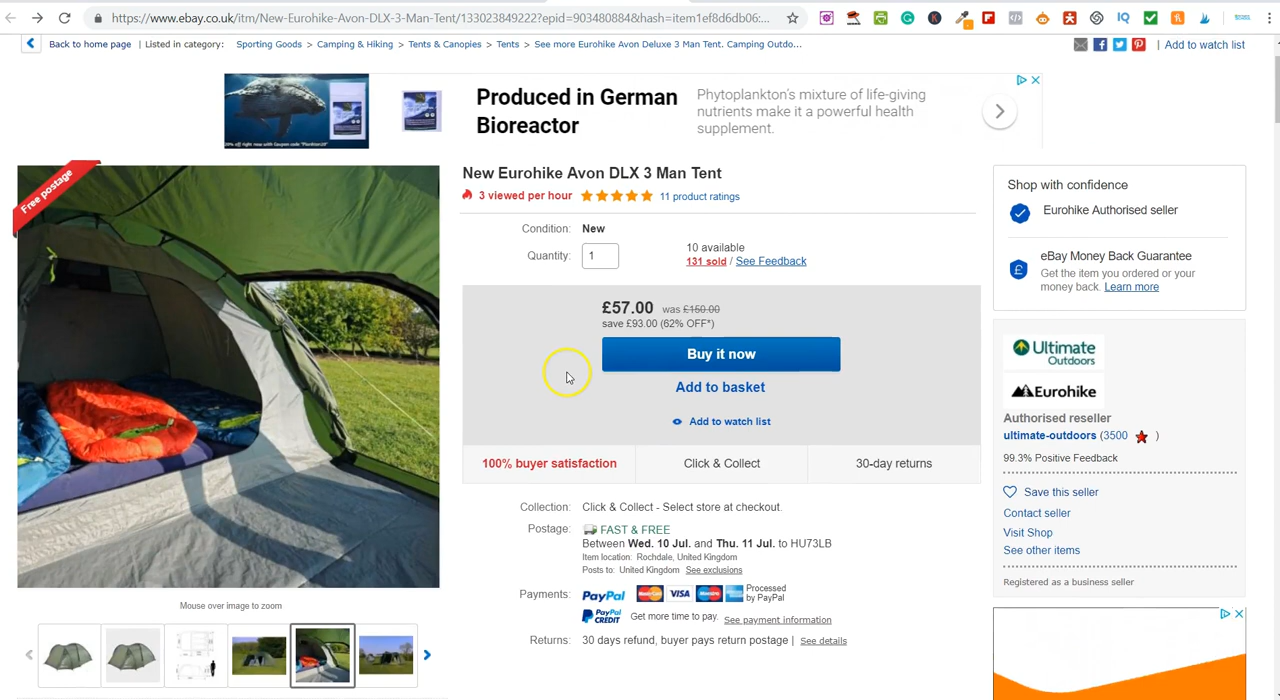 https://www.ebay.co.uk/itm/New-Eurohike-Avon-DLX-3-Man-Tent/133023849222?epid=903480884&hash=item1ef8d6db06:...
Back to home page | Listed in category: Sporting Goods > Camping & Hiking > Tents & Canopies > Tents > See more Eurohike Avon Deluxe 3 Man Tent. Camping Outdo...
| Add to watch list
Produced in German
Bioreactor
Phytoplankton's mixture of life-giving
nutrients make it a powerful health
supplement.
Free postage
New Eurohike Avon DLX 3 Man Tent
3 viewed per hour
11 product ratings
Condition: New
Quantity: 1
10 available
131 sold / See Feedback
£57.00 was £150.00
save £93.00 (62% OFF*)
Buy it now
Add to basket
Add to watch list
100% buyer satisfaction
Click & Collect
30-day returns
Collection: Click & Collect - Select store at checkout.
Postage: FAST & FREE
Between Wed. 10 Jul. and Thu. 11 Jul. to HU73LB
Item location: Rochdale, United Kingdom
Posts to: United Kingdom See exclusions
Payments: PayPal VISA Processed
by PayPal
PayPal CREDIT Get more time to pay. See payment information
Returns: 30 days refund, buyer pays return postage | See details
Mouse over image to zoom
Shop with confidence
Eurohike Authorised seller
eBay Money Back Guarantee
Get the item you ordered or your
money back. Learn more
Ultimate
Outdoors
Eurohike
Authorised reseller
ultimate-outdoors (3500 )
99.3% Positive Feedback
Save this seller
Contact seller
Visit Shop
See other items
Registered as a business seller